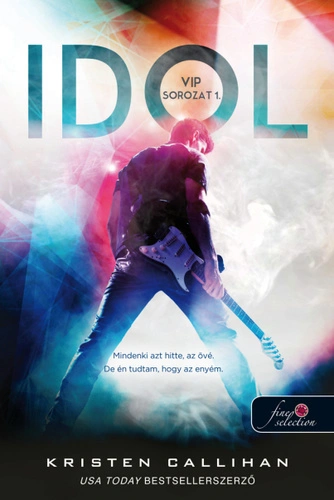 IDOL
VIP
SOROZAT 1.
Mindenki azt hitte, az övé.
De én tudtam, hogy az enyém.
fine
selection
KRISTEN CALLIHAN
USA TODAY BESTSELLERSZERZŐ